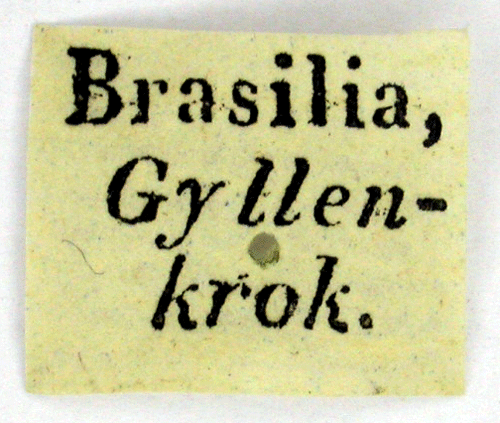 Brasilia,
Gyllen-
krok.